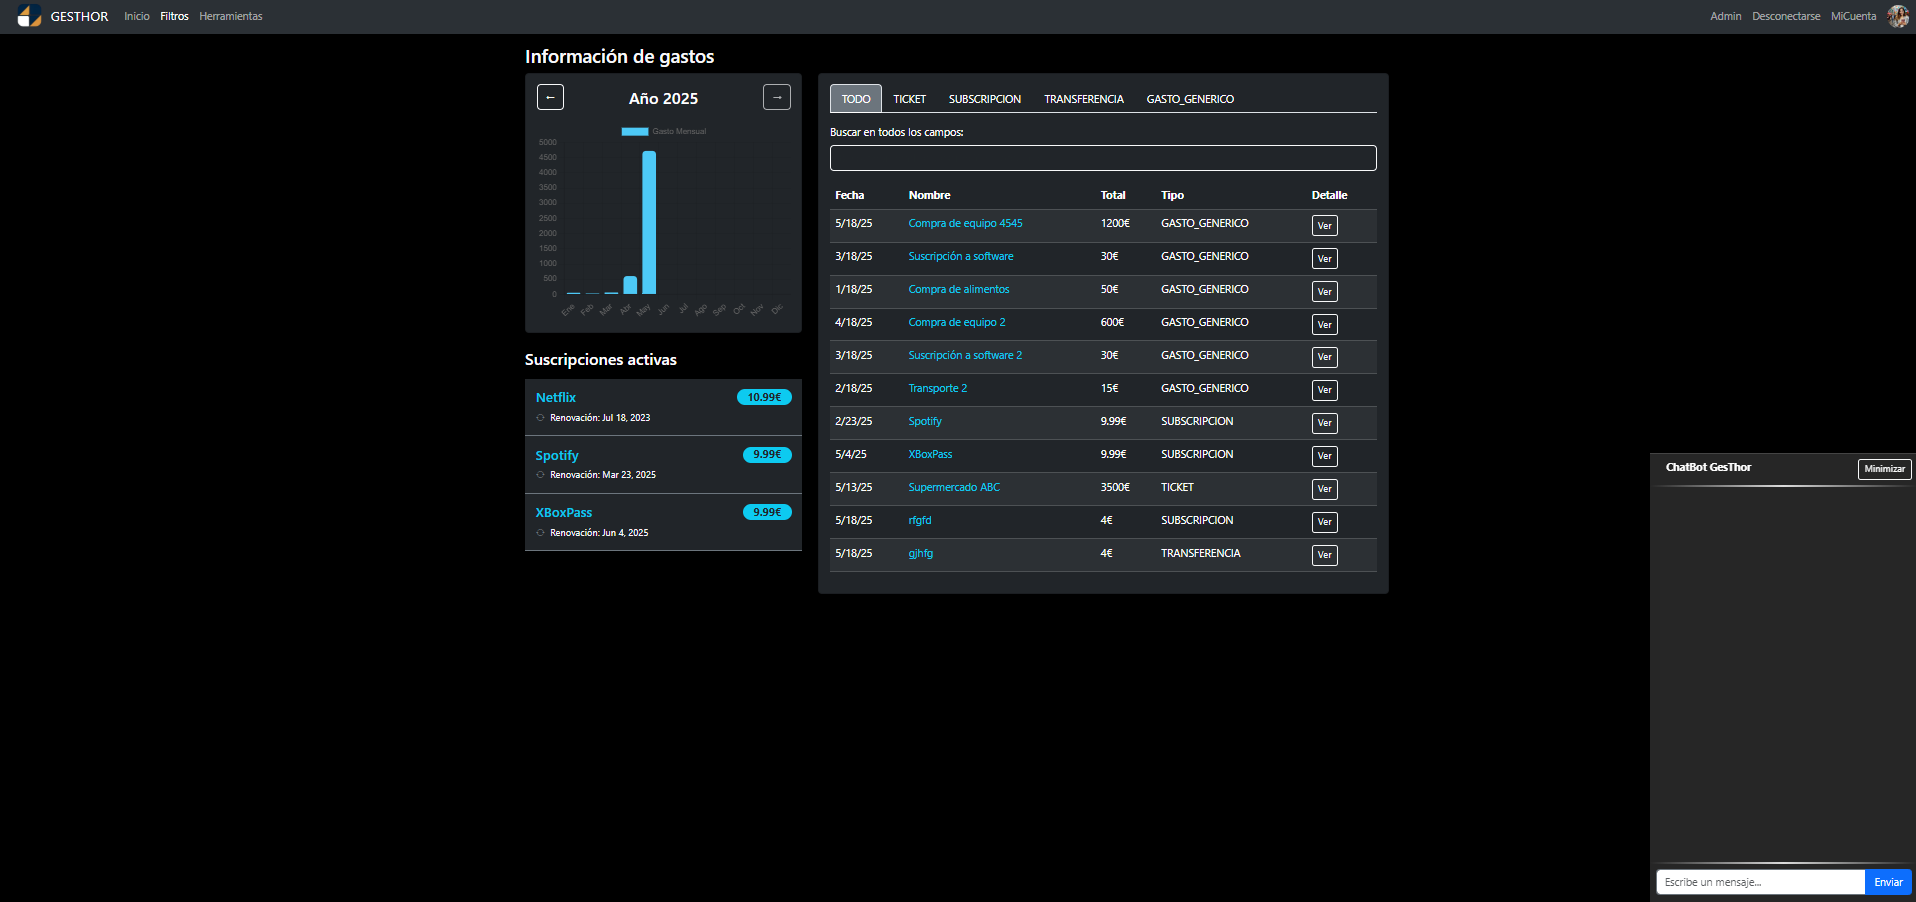 GESTHOR Inicio Filtros Herramientas Admin Desconectarse MiCuenta
Información de gastos
← Año 2025 →
Gasto Mensual
5000
4500
4000
3500
3000
2500
2000
1500
1000
500
0
Ene Feb Mar Abr May Jun Jul Ago Sep Oct Nov Dic
Suscripciones activas
Netflix 10.99€
Renovación: Jul 18, 2023
Spotify 9.99€
Renovación: Mar 23, 2025
XBoxPass 9.99€
Renovación: Jun 4, 2025
TODO TICKET SUBSCRIPCION TRANSFERENCIA GASTO_GENERICO
Buscar en todos los campos:
Fecha Nombre Total Tipo Detalle
5/18/25 Compra de equipo 4545 1200€ GASTO_GENERICO Ver
3/18/25 Suscripción a software 30€ GASTO_GENERICO Ver
1/18/25 Compra de alimentos 50€ GASTO_GENERICO Ver
4/18/25 Compra de equipo 2 600€ GASTO_GENERICO Ver
3/18/25 Suscripción a software 2 30€ GASTO_GENERICO Ver
2/18/25 Transporte 2 15€ GASTO_GENERICO Ver
2/23/25 Spotify 9.99€ SUBSCRIPCION Ver
5/4/25 XBoxPass 9.99€ SUBSCRIPCION Ver
5/13/25 Supermercado ABC 3500€ TICKET Ver
5/18/25 rfgfd 4€ SUBSCRIPCION Ver
5/18/25 gjhfg 4€ TRANSFERENCIA Ver
ChatBot GesThor Minimizar
Escribe un mensaje... Enviar